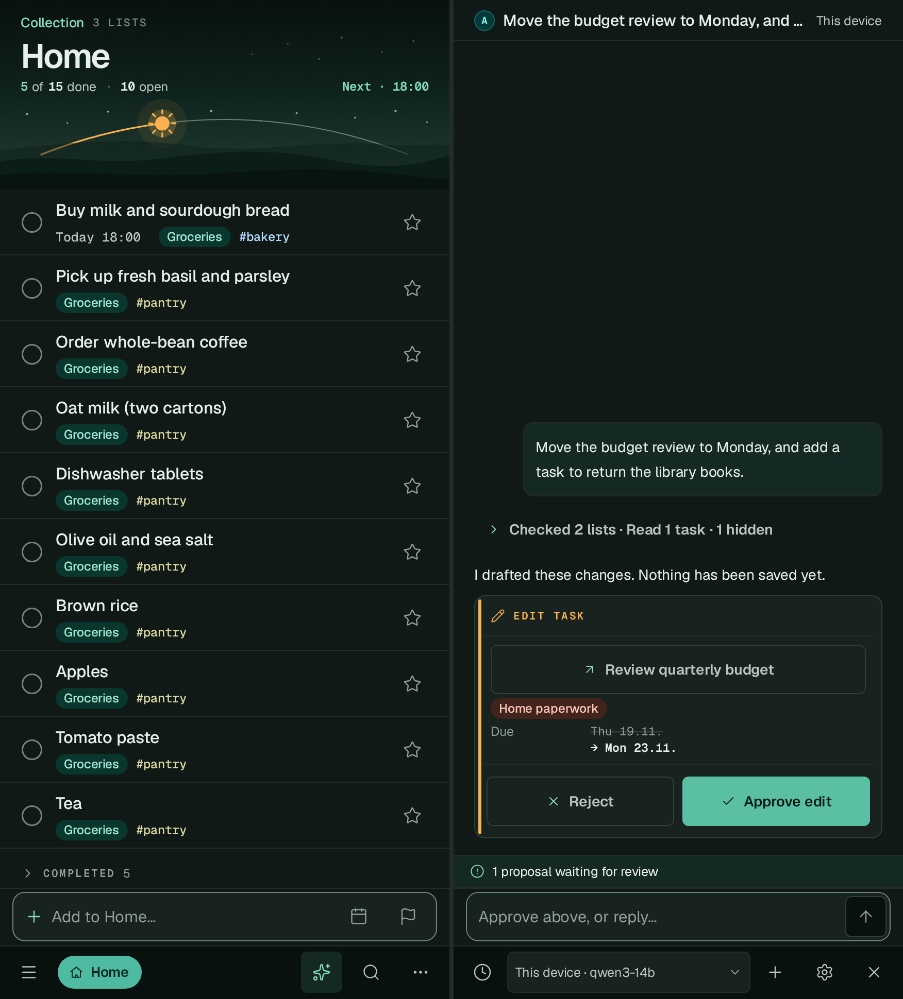 Collection 3 LISTS
Home
5 of 15 done · 10 open
Next · 18:00
Buy milk and sourdough bread
Today 18:00 Groceries #bakery
Pick up fresh basil and parsley
Groceries #pantry
Order whole-bean coffee
Groceries #pantry
Oat milk (two cartons)
Groceries #pantry
Dishwasher tablets
Groceries #pantry
Olive oil and sea salt
Groceries #pantry
Brown rice
Groceries #pantry
Apples
Groceries #pantry
Tomato paste
Groceries #pantry
Tea
Groceries #pantry
COMPLETED 5
Add to Home...
Home
A Move the budget review to Monday, and ... This device
Move the budget review to Monday, and add a
task to return the library books.
Checked 2 lists · Read 1 task · 1 hidden
I drafted these changes. Nothing has been saved yet.
EDIT TASK
Review quarterly budget
Home paperwork
Due Thu 19.11.
→ Mon 23.11.
Reject
Approve edit
1 proposal waiting for review
Approve above, or reply...
This device · qwen3-14b